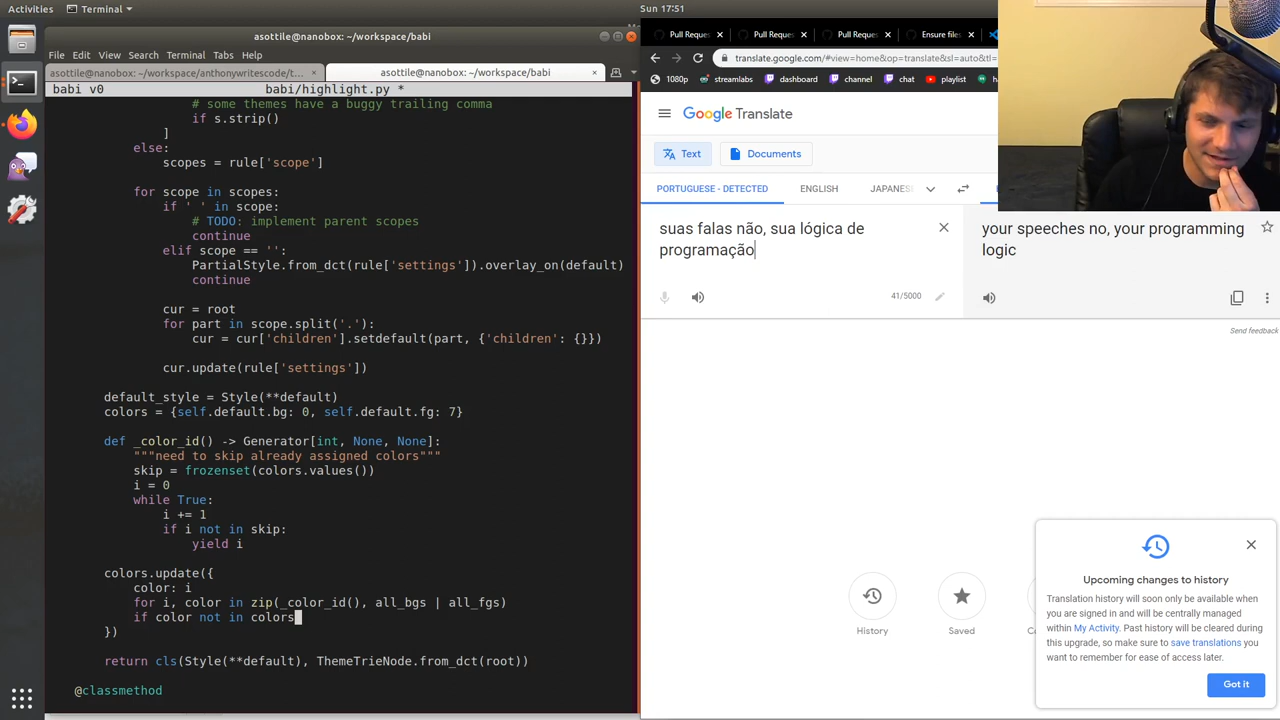 Activities
Terminal
Sun 17:51
asottile@nanobox: ~/workspace/babi
File Edit View Search Terminal Tabs Help
asottile@nanobox: ~/workspace/anthonywritescode/t...
asottile@nanobox: ~/workspace/babi
babi v0 babi/highlight.py *
# some themes have a buggy trailing comma
if s.strip()
]
else:
scopes = rule['scope']
for scope in scopes:
if ' ' in scope:
# TODO: implement parent scopes
continue
elif scope == '':
PartialStyle.from_dct(rule['settings']).overlay_on(default)
continue
cur = root
for part in scope.split('.'):
cur = cur['children'].setdefault(part, {'children': {}})
cur.update(rule['settings'])
default_style = Style(**default)
colors = {self.default.bg: 0, self.default.fg: 7}
def _color_id() -> Generator[int, None, None]:
"""need to skip already assigned colors"""
skip = frozenset(colors.values())
i = 0
while True:
i += 1
if i not in skip:
yield i
colors.update({
color: i
for i, color in zip(_color_id(), all_bgs | all_fgs)
if color not in colors
})
return cls(Style(**default), ThemeTrieNode.from_dct(root))
@classmethod
Pull Reques
Pull Reques
Pull Reques
Ensure files
translate.google.com/#view=home&op=translate&sl=auto&tl=
1080p streamlabs dashboard channel chat playlist
Google Translate
Text
Documents
PORTUGUESE - DETECTED ENGLISH JAPANES
suas falas não, sua lógica de
programação
41/5000
your speeches no, your programming
logic
Send feedback
History
Saved
Upcoming changes to history
Translation history will soon only be available when
you are signed in and will be centrally managed
within My Activity. Past history will be cleared during
this upgrade, so make sure to save translations you
want to remember for ease of access later.
Got it